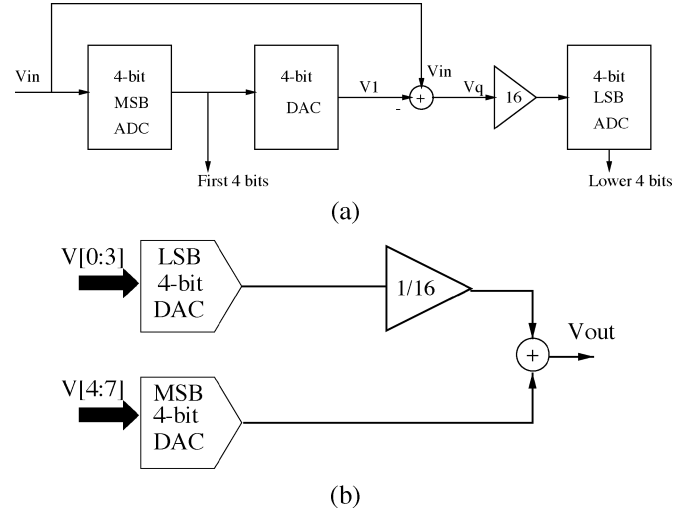 Vin
4-bit
MSB
ADC
4-bit
DAC
V1
-
+
Vin
Vq
16
4-bit
LSB
ADC
First 4 bits
Lower 4 bits
(a)
V[0:3]
LSB
4-bit
DAC
1/16
Vout
+
V[4:7]
MSB
4-bit
DAC
(b)